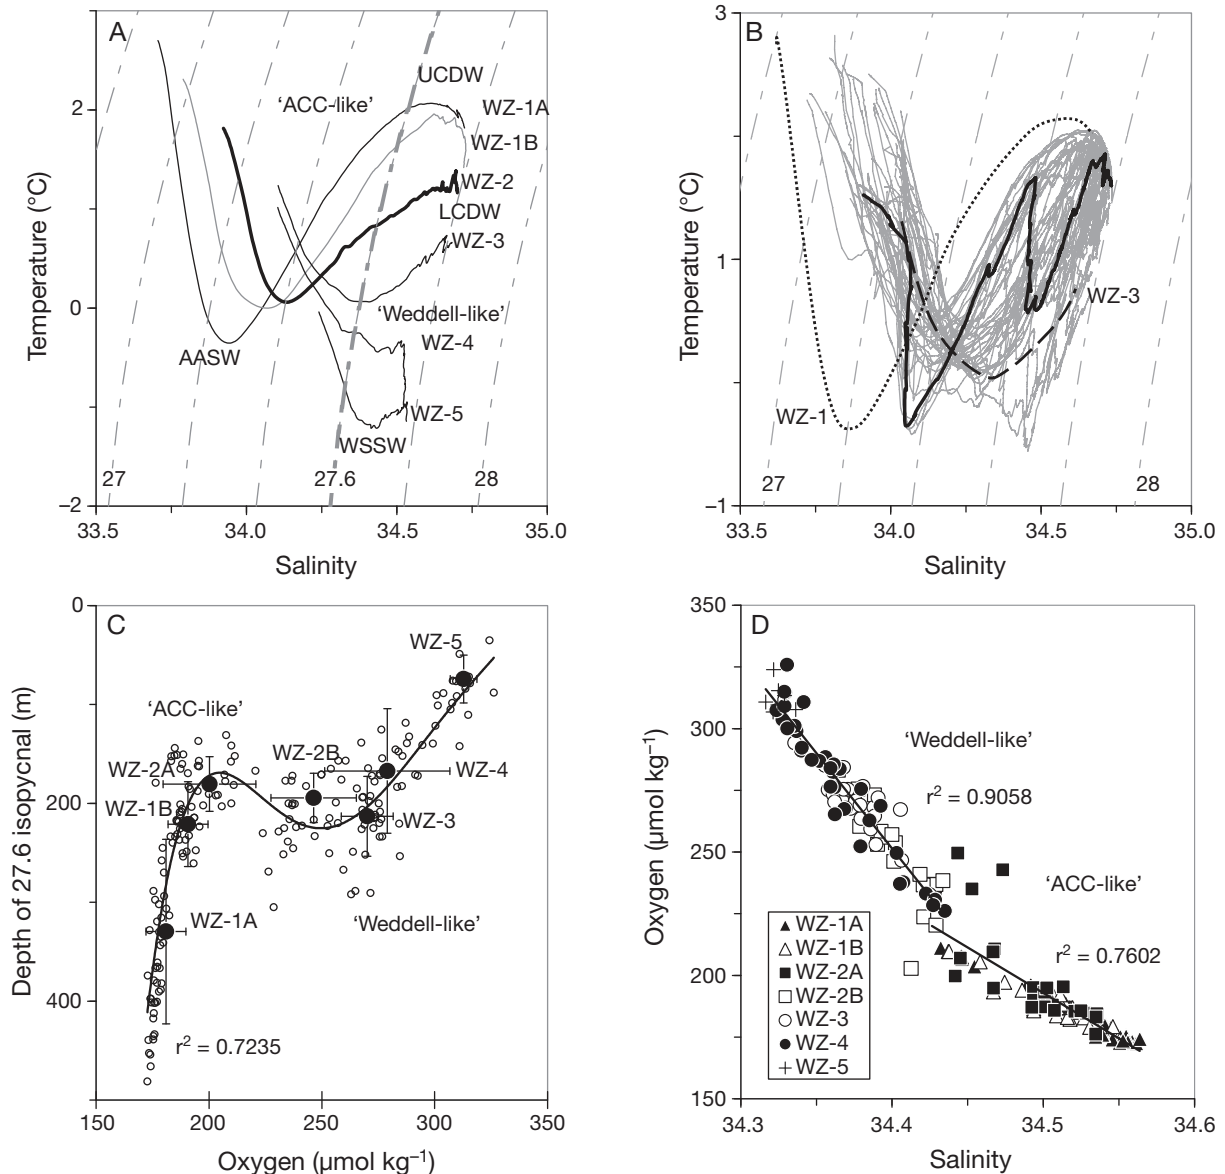 A
UCDW
'ACC-like'
WZ-1A
WZ-1B
WZ-2
LCDW
WZ-3
'Weddell-like'
AASW
WZ-4
WZ-5
WSSW
27
27.6
28
2
0
–2
Temperature (°C)
33.5
34.0
34.5
35.0
Salinity
B
3
1
–1
Temperature (°C)
WZ-3
WZ-1
27
28
33.5
34.0
34.5
35.0
Salinity
C
0
200
400
Depth of 27.6 isopycnal (m)
WZ-5
'ACC-like'
WZ-2A
WZ-2B
WZ-4
WZ-1B
WZ-3
WZ-1A
'Weddell-like'
r² = 0.7235
150
200
250
300
350
Oxygen (µmol kg⁻¹)
D
350
300
250
200
150
Oxygen (µmol kg⁻¹)
'Weddell-like'
r² = 0.9058
'ACC-like'
r² = 0.7602
WZ-1A
WZ-1B
WZ-2A
WZ-2B
WZ-3
WZ-4
WZ-5
34.3
34.4
34.5
34.6
Salinity